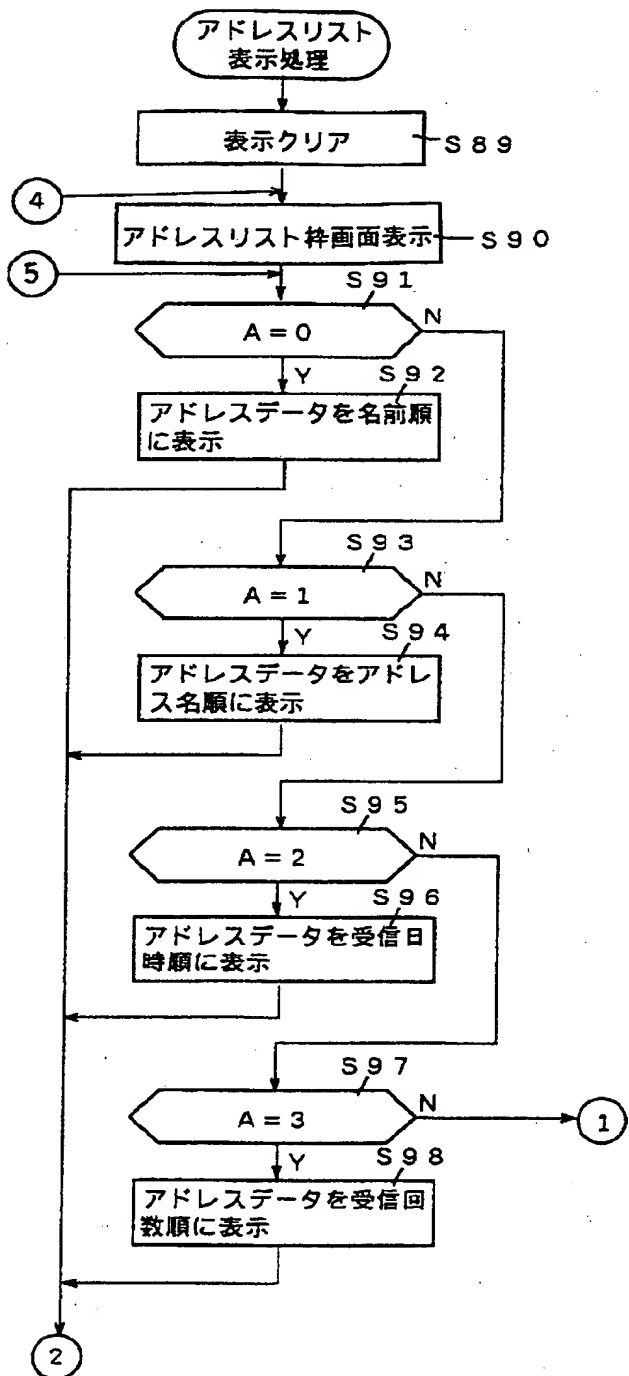 アドレスリスト
表示処理
表示クリア
S89
4
アドレスリスト枠画面表示
S90
5
S91
A=0
N
Y
S92
アドレスデータを名前順
に表示
S93
A=1
N
Y
S94
アドレスデータをアドレ
ス名順に表示
S95
A=2
N
Y
S96
アドレスデータを受信日
時順に表示
S97
A=3
N
1
Y
S98
アドレスデータを受信回
数順に表示
2